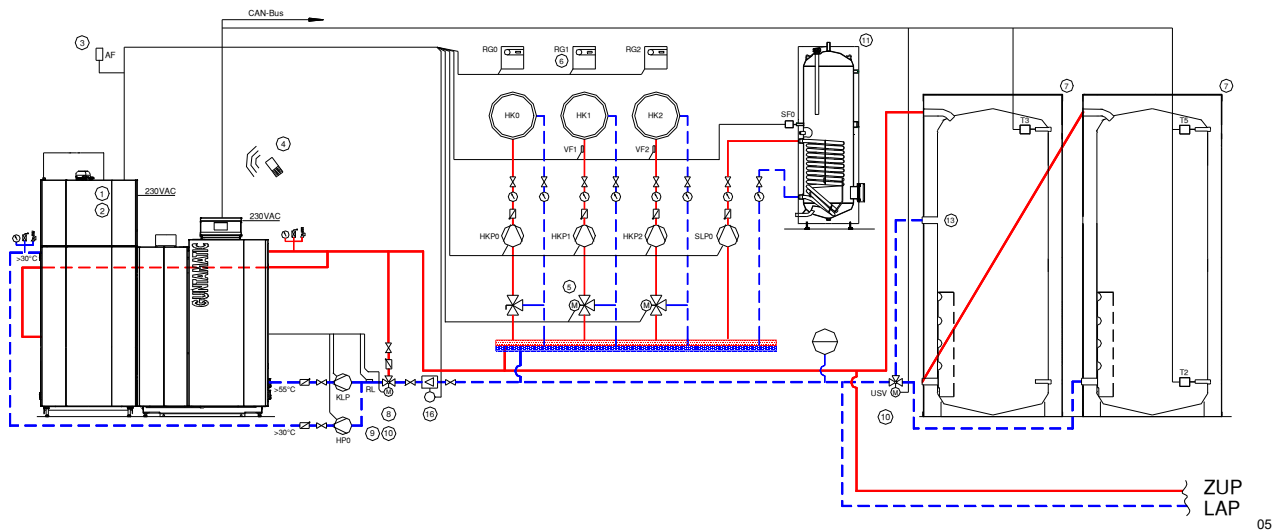 CAN-Bus
3
AF
RG0
RG1
RG2
6
11
7
7
HK0
HK1
HK2
SF0
T3
T5
4
VF1
VF2
1
2
230VAC
230VAC
13
>30°C
GUNTAMATIC
HKP0
HKP1
HKP2
SLP0
5
M
M
>55°C
KLP
RL
M
USV
M
T2
8
16
10
>30°C
HP0
9
10
ZUP
LAP
05